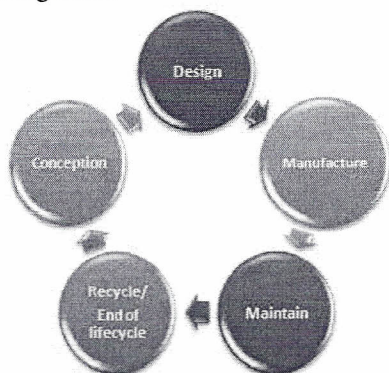 Design
Manufacture
Maintain
Recycle/
End of
lifecycle
Conception